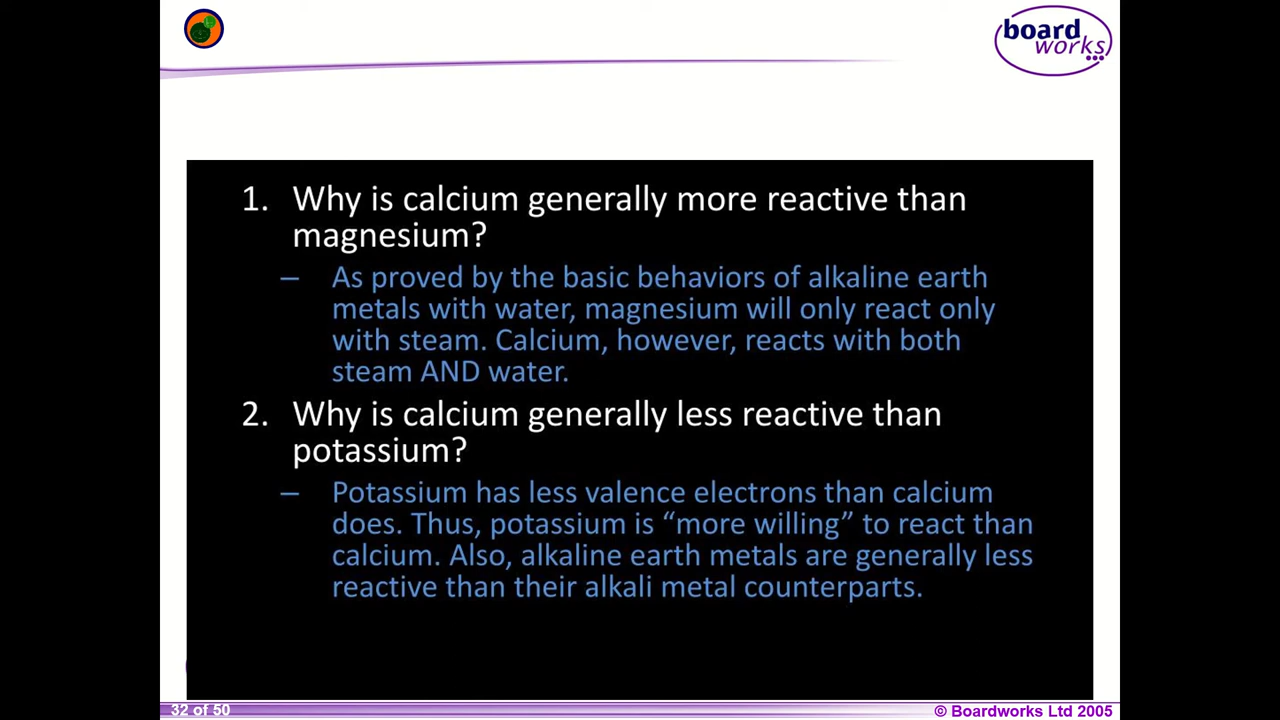 board
works
1. Why is calcium generally more reactive than
magnesium?
– As proved by the basic behaviors of alkaline earth
metals with water, magnesium will only react only
with steam. Calcium, however, reacts with both
steam AND water.
2. Why is calcium generally less reactive than
potassium?
– Potassium has less valence electrons than calcium
does. Thus, potassium is “more willing” to react than
calcium. Also, alkaline earth metals are generally less
reactive than their alkali metal counterparts.
32 of 50
© Boardworks Ltd 2005